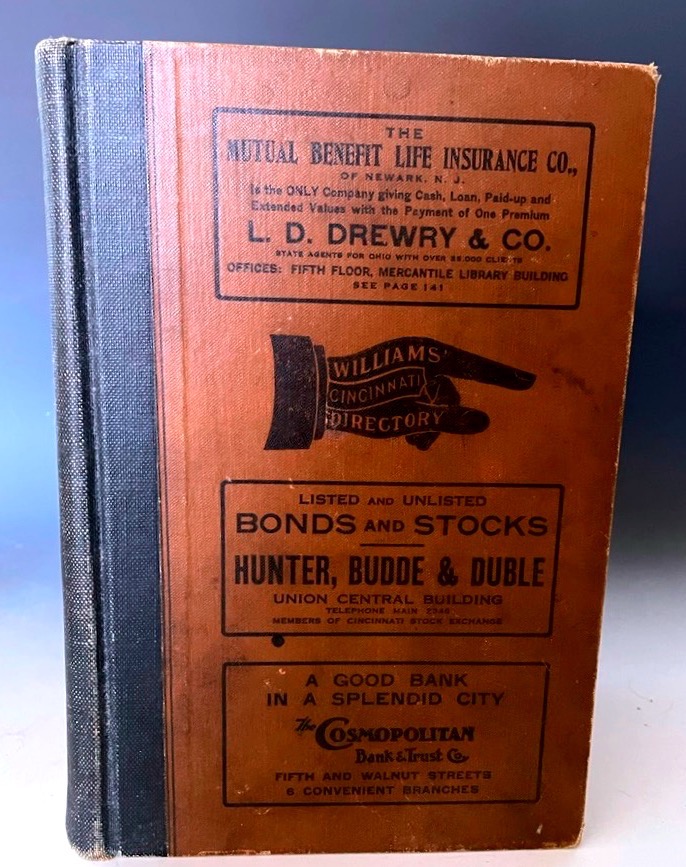 THE
MUTUAL BENEFIT LIFE INSURANCE CO.,
OF NEWARK, N. J.
Is the ONLY Company giving Cash, Loan, Paid-up and
Extended Values with the Payment of One Premium
L. D. DREWRY & CO.
STATE AGENTS FOR OHIO WITH OVER CLIENTS
OFFICES: FIFTH FLOOR, MERCANTILE LIBRARY BUILDING
SEE PAGE 141
WILLIAMS'
CINCINNATI
DIRECTORY
LISTED AND UNLISTED
BONDS AND STOCKS
HUNTER, BUDDE & DUBLE
UNION CENTRAL BUILDING
TELEPHONE MAIN
MEMBERS OF CINCINNATI STOCK EXCHANGE
A GOOD BANK
IN A SPLENDID CITY
The COSMOPOLITAN
Bank & Trust Co.
FIFTH AND WALNUT STREETS
CONVENIENT BRANCHES